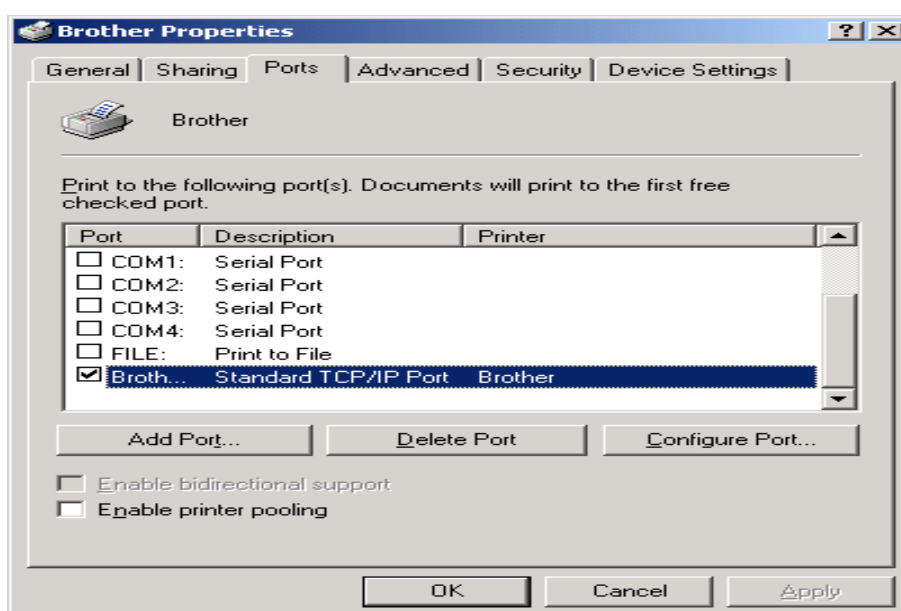 Brother Properties
General Sharing Ports Advanced Security Device Settings
Brother
Print to the following port(s). Documents will print to the first free
checked port.
Port Description Printer
COM1: Serial Port
COM2: Serial Port
COM3: Serial Port
COM4: Serial Port
FILE: Print to File
Broth... Standard TCP/IP Port Brother
Add Port... Delete Port Configure Port...
Enable bidirectional support
Enable printer pooling
OK Cancel Apply